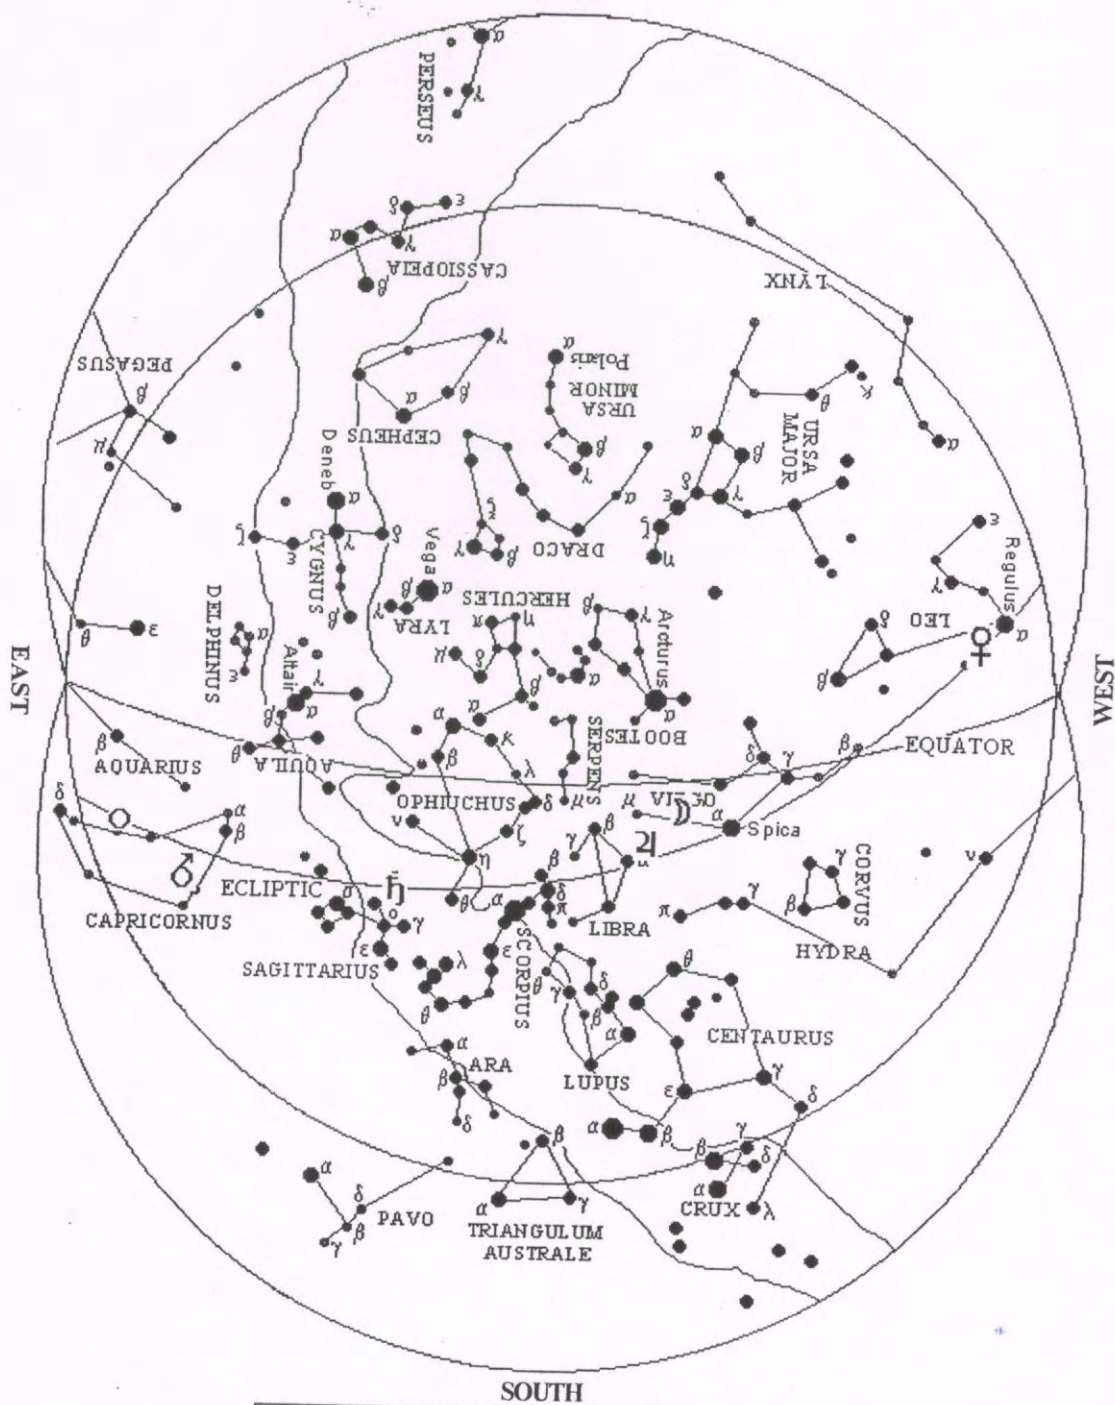 α
PERSEUS
γ
δ
ε
α
γ
β
CASSIOPEIA
LYNX
γ
α
Polaris
PEGASUS
β
α
β
CEPHEUS
URSA
MINOR
β
γ
θ
κ
URSA
MAJOR
α
β
α
μ
Deneb
α
δ
γ
ε
ζ
η
α
ξ
γ
β
DRACO
ε
γ
Regulus
α
ζ
ε
γ
δ
CYGNUS
β
Vega
α
β
γ
LYRA
HERCULES
π
η
β
γ
Arcturus
δ
LEO
♀
DELPHINUS
α
ε
θ
ε
μ
δ
β
α
α
α
β
EAST
WEST
Altair
γ
α
β
θ
AQUILA
α
β
κ
λ
SERPENS
BOOTES
β
AQUARIUS
δ
γ
β
EQUATOR
OPHIUCHUS
δ
μ
μ
☽
α
Spica
δ
α
β
ν
ζ
γ
β
♃
η
♂
CAPRICORNUS
ECLIPTIC
♄
θ
α
β
δ
π
LIBRA
π
γ
γ
β
CORVUS
ν
HYDRA
σ
γ
ε
SAGITTARIUS
λ
ε
θ
SCORPIUS
θ
γ
δ
β
α
θ
CENTAURUS
α
ARA
β
δ
LUPUS
ε
γ
δ
α
β
β
γ
β
δ
α
CRUX
λ
α
δ
β
γ
PAVO
α
γ
TRIANGULUM
AUSTRALE
SOUTH